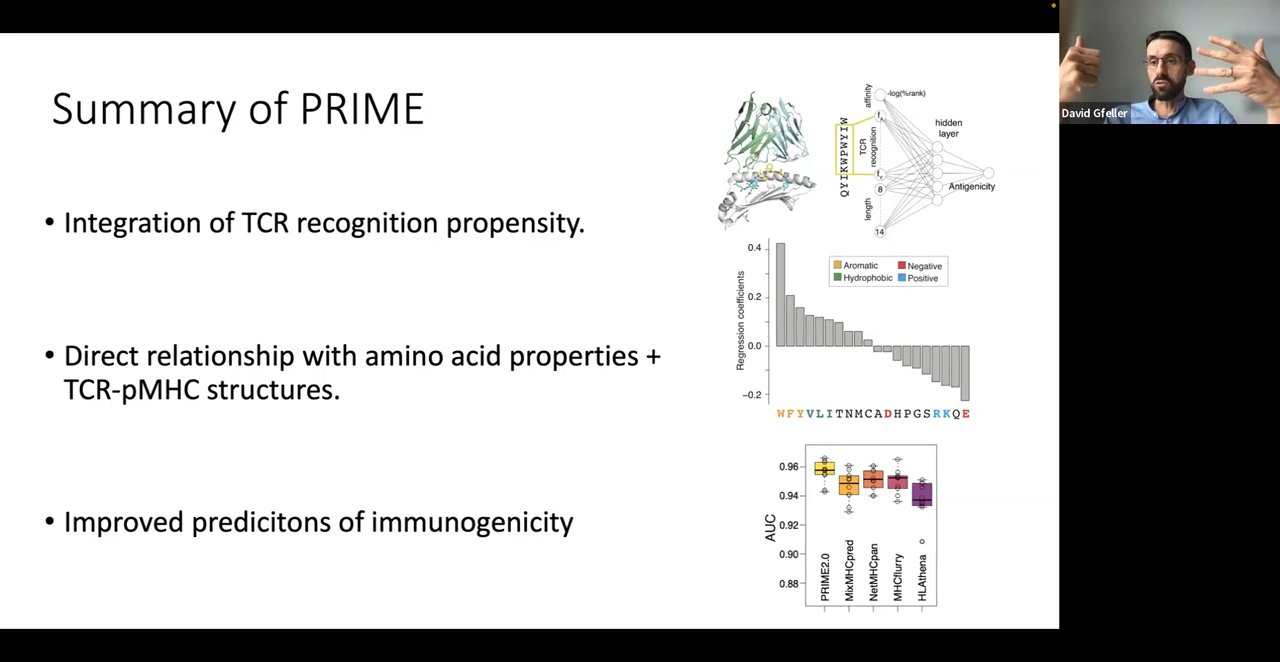 David Gfeller
Summary of PRIME
• Integration of TCR recognition propensity.
• Direct relationship with amino acid properties +
TCR-pMHC structures.
• Improved predicitons of immunogenicity
QYIKWPWYIW
affinity
TCR
recognition
length
-log(%rank)
8
14
hidden
layer
Antigenicity
Regression coefficients
0.4
0.2
0.0
−0.2
Aromatic
Negative
Hydrophobic
Positive
WFYVLITNMCADHPGSRKQE
AUC
0.96
0.94
0.92
0.90
0.88
PRIME2.0
MixMHCpred
NetMHCpan
MHCflurry
HLAthena